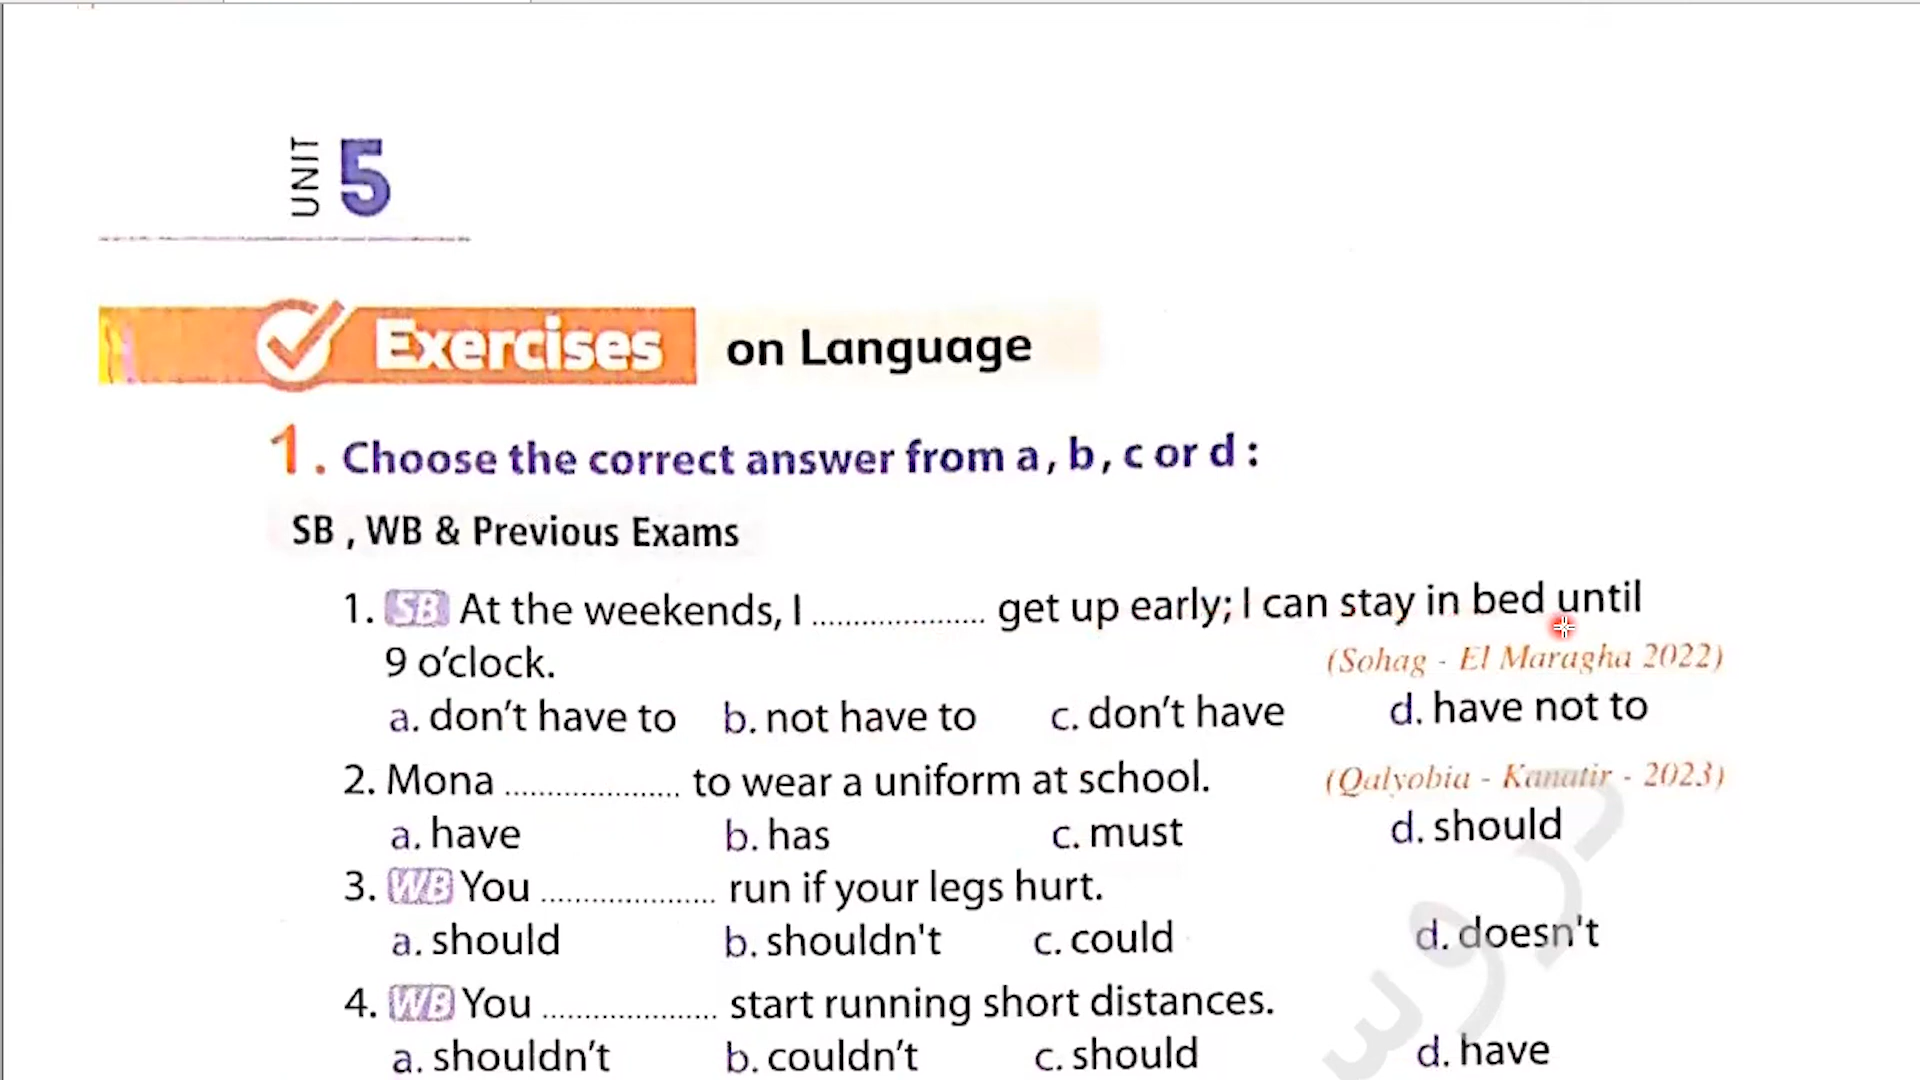 UNIT 5
Exercises on Language
1. Choose the correct answer from a, b, c or d :
SB , WB & Previous Exams
1. SB At the weekends, I .................... get up early; I can stay in bed until
9 o'clock. (Sohag - El Maragha 2022)
a. don't have to b. not have to c. don't have d. have not to
2. Mona .................... to wear a uniform at school. (Qalyobia - Kanatir - 2023)
a. have b. has c. must d. should
3. WB You .................... run if your legs hurt.
a. should b. shouldn't c. could d. doesn't
4. WB You .................... start running short distances.
a. shouldn't b. couldn't c. should d. have